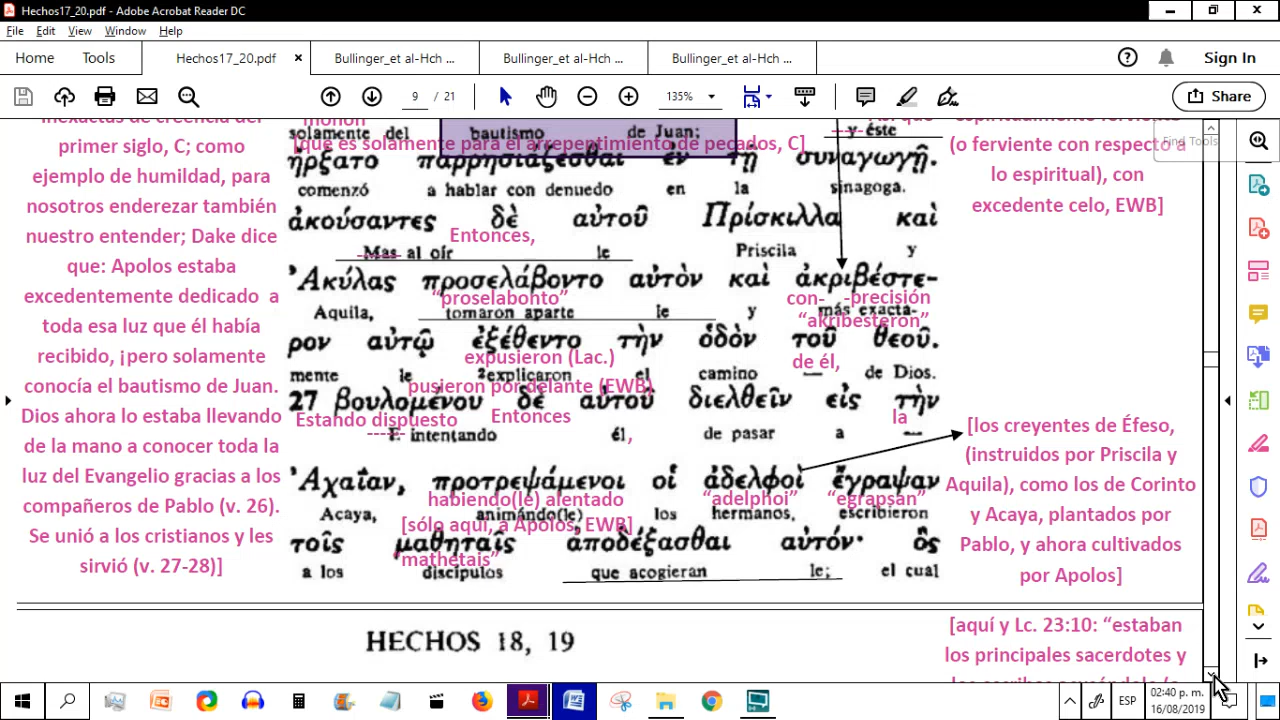 Hechos17_20.pdf - Adobe Acrobat Reader DC
File Edit View Window Help
Home Tools Hechos17_20.pdf × Bullinger_et al-Hch ... Bullinger_et al-Hch ... Bullinger_et al-Hch ... Sign In
9 / 21 135% Share
Find Tools
primer siglo, C; como
ejemplo de humildad, para
nosotros enderezar también
nuestro entender; Dake dice
que: Apolos estaba
excedentemente dedicado a
toda esa luz que él había
recibido, ¡pero solamente
conocía el bautismo de Juan.
Dios ahora lo estaba llevando
de la mano a conocer toda la
luz del Evangelio gracias a los
compañeros de Pablo (v. 26).
Se unió a los cristianos y les
sirvió (v. 27-28)]
monon
solamente del bautismo de Juan; y éste
[que es solamente para el arrepentimiento de pecados, C]
ἤρξατο παρρησιάζεσθαι ἐν τῇ συναγωγῇ.
comenzó a hablar con denuedo en la sinagoga.
ἀκούσαντες δὲ αὐτοῦ Πρίσκιλλα καὶ
Entonces,
Mas al oír le Priscila y
Ἀκύλας προσελάβοντο αὐτὸν καὶ ἀκριβέστε-
“proselabonto” con- -precisión
Aquila, tomaron aparte le y más exacta-
“akribesteron”
ρον αὐτῷ ἐξέθεντο τὴν ὁδὸν τοῦ θεοῦ.
expusieron (Lac.) de él,
mente le ²explicaron el camino — de Dios.
pusieron por delante (EWB)
27 βουλομένου δὲ αὐτοῦ διελθεῖν εἰς τὴν
Estando dispuesto Entonces la
E intentando él, de pasar a —
Ἀχαΐαν, προτρεψάμενοι οἱ ἀδελφοὶ ἔγραψαν
habiendo(le) alentado “adelphoi” “egrapsan”
Acaya, animándo(le) los hermanos, escribieron
[sólo aquí, a Apolos, EWB]
τοῖς μαθηταῖς ἀποδέξασθαι αὐτόν· ὃς
“mathetais”
a los discípulos que acogieran le; el cual
(o ferviente con respecto a
lo espiritual), con
excedente celo, EWB]
[los creyentes de Éfeso,
(instruidos por Priscila y
Aquila), como los de Corinto
y Acaya, plantados por
Pablo, y ahora cultivados
por Apolos]
HECHOS 18, 19
[aquí y Lc. 23:10: “estaban
los principales sacerdotes y
ESP
02:40 p. m.
16/08/2019